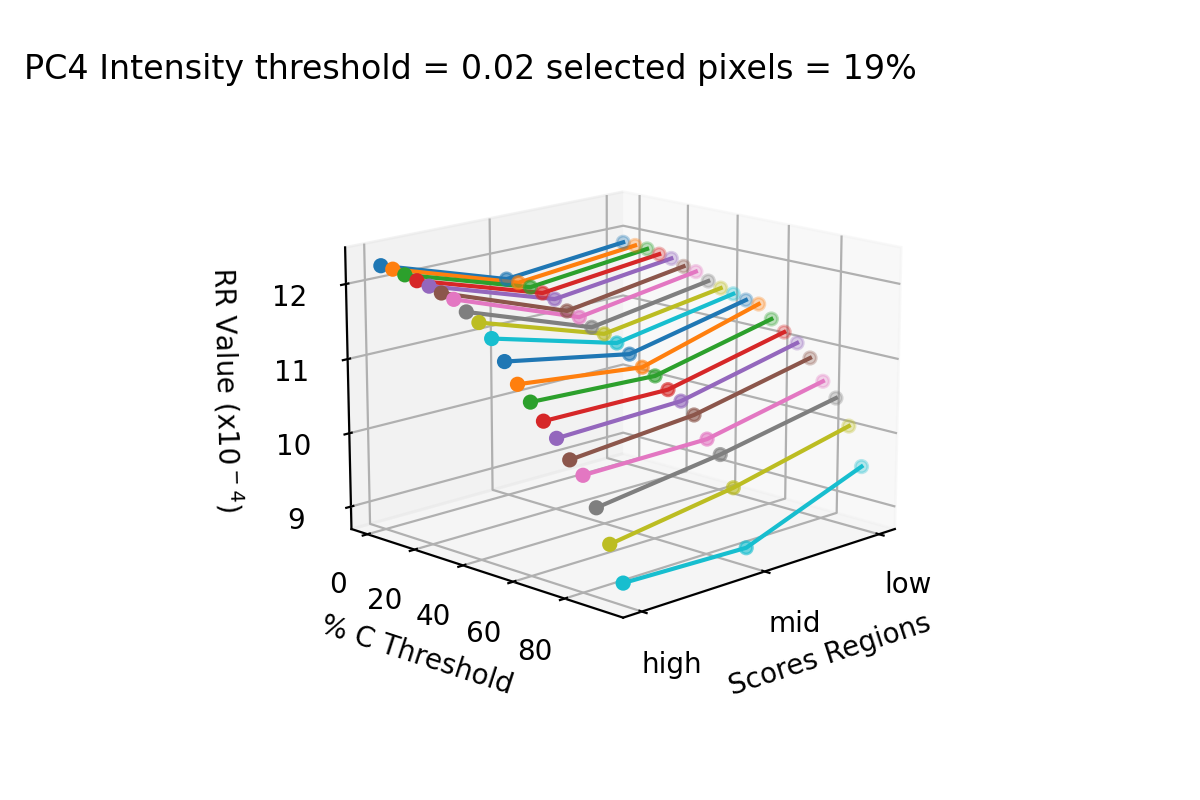 PC4 Intensity threshold = 0.02 selected pixels = 19%
RR Value (x10⁻⁴)
12
11
10
9
0
20
40
60
80
% C Threshold
high
mid
low
Scores Regions